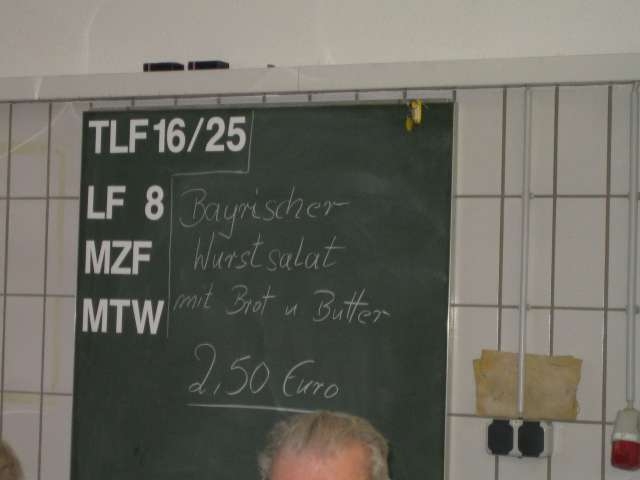 TLF 16/25
LF 8
MZF
MTW
Bayrischer
Wurstsalat
mit Brot u Butter
2,50 Euro